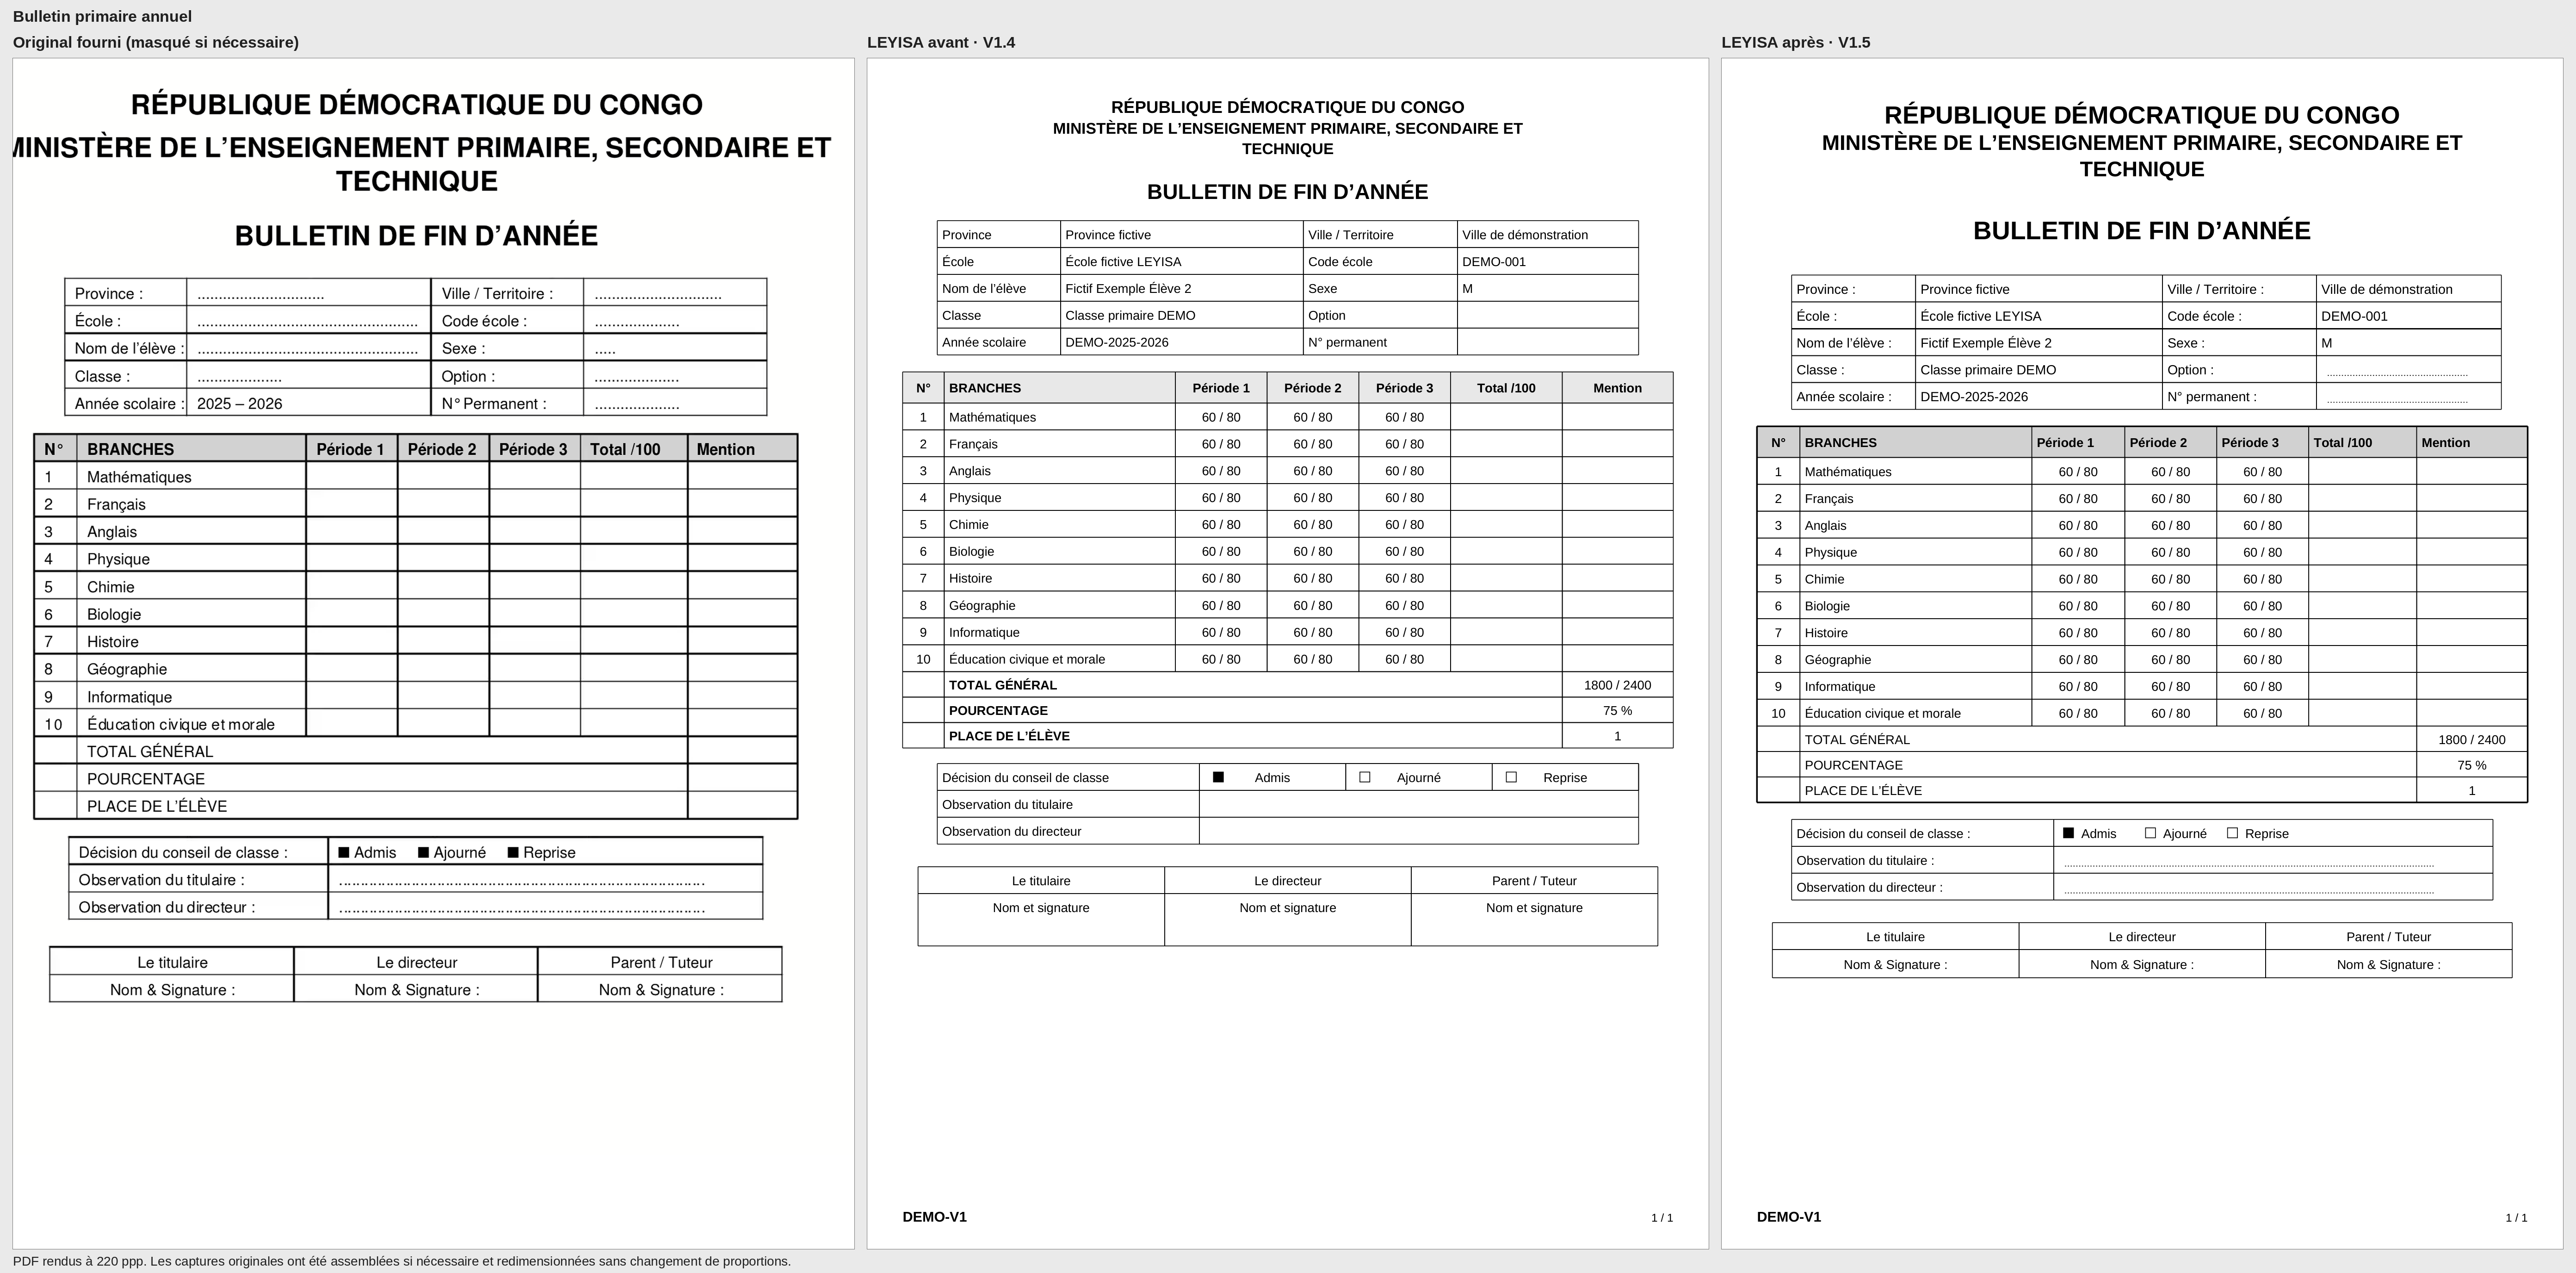 Bulletin primaire annuel
Original fourni (masqué si nécessaire)
RÉPUBLIQUE DÉMOCRATIQUE DU CONGO
MINISTÈRE DE L’ENSEIGNEMENT PRIMAIRE, SECONDAIRE ET
TECHNIQUE
BULLETIN DE FIN D’ANNÉE
Province : .............................. Ville / Territoire : ..............................
École : .................................................... Code école : ....................
Nom de l’élève : .................................................... Sexe : .....
Classe : .................... Option : ....................
Année scolaire : 2025 – 2026 N° Permanent : ....................
N° BRANCHES Période 1 Période 2 Période 3 Total /100 Mention
1 Mathématiques
2 Français
3 Anglais
4 Physique
5 Chimie
6 Biologie
7 Histoire
8 Géographie
9 Informatique
10 Éducation civique et morale
TOTAL GÉNÉRAL
POURCENTAGE
PLACE DE L’ÉLÈVE
Décision du conseil de classe : ■ Admis ■ Ajourné ■ Reprise
Observation du titulaire : ................................................................................
Observation du directeur : ................................................................................
Le titulaire Le directeur Parent / Tuteur
Nom & Signature : Nom & Signature : Nom & Signature :
LEYISA avant · V1.4
RÉPUBLIQUE DÉMOCRATIQUE DU CONGO
MINISTÈRE DE L’ENSEIGNEMENT PRIMAIRE, SECONDAIRE ET
TECHNIQUE
BULLETIN DE FIN D’ANNÉE
Province Province fictive Ville / Territoire Ville de démonstration
École École fictive LEYISA Code école DEMO-001
Nom de l’élève Fictif Exemple Élève 2 Sexe M
Classe Classe primaire DEMO Option
Année scolaire DEMO-2025-2026 N° permanent
N° BRANCHES Période 1 Période 2 Période 3 Total /100 Mention
1 Mathématiques 60 / 80 60 / 80 60 / 80
2 Français 60 / 80 60 / 80 60 / 80
3 Anglais 60 / 80 60 / 80 60 / 80
4 Physique 60 / 80 60 / 80 60 / 80
5 Chimie 60 / 80 60 / 80 60 / 80
6 Biologie 60 / 80 60 / 80 60 / 80
7 Histoire 60 / 80 60 / 80 60 / 80
8 Géographie 60 / 80 60 / 80 60 / 80
9 Informatique 60 / 80 60 / 80 60 / 80
10 Éducation civique et morale 60 / 80 60 / 80 60 / 80
TOTAL GÉNÉRAL 1800 / 2400
POURCENTAGE 75 %
PLACE DE L’ÉLÈVE 1
Décision du conseil de classe ■ Admis □ Ajourné □ Reprise
Observation du titulaire
Observation du directeur
Le titulaire Le directeur Parent / Tuteur
Nom et signature Nom et signature Nom et signature
DEMO-V1 1 / 1
LEYISA après · V1.5
RÉPUBLIQUE DÉMOCRATIQUE DU CONGO
MINISTÈRE DE L’ENSEIGNEMENT PRIMAIRE, SECONDAIRE ET
TECHNIQUE
BULLETIN DE FIN D’ANNÉE
Province : Province fictive Ville / Territoire : Ville de démonstration
École : École fictive LEYISA Code école : DEMO-001
Nom de l’élève : Fictif Exemple Élève 2 Sexe : M
Classe : Classe primaire DEMO Option : ....................
Année scolaire : DEMO-2025-2026 N° permanent : ....................
N° BRANCHES Période 1 Période 2 Période 3 Total /100 Mention
1 Mathématiques 60 / 80 60 / 80 60 / 80
2 Français 60 / 80 60 / 80 60 / 80
3 Anglais 60 / 80 60 / 80 60 / 80
4 Physique 60 / 80 60 / 80 60 / 80
5 Chimie 60 / 80 60 / 80 60 / 80
6 Biologie 60 / 80 60 / 80 60 / 80
7 Histoire 60 / 80 60 / 80 60 / 80
8 Géographie 60 / 80 60 / 80 60 / 80
9 Informatique 60 / 80 60 / 80 60 / 80
10 Éducation civique et morale 60 / 80 60 / 80 60 / 80
TOTAL GÉNÉRAL 1800 / 2400
POURCENTAGE 75 %
PLACE DE L’ÉLÈVE 1
Décision du conseil de classe : ■ Admis □ Ajourné □ Reprise
Observation du titulaire : ................................................................................
Observation du directeur : ................................................................................
Le titulaire Le directeur Parent / Tuteur
Nom & Signature : Nom & Signature : Nom & Signature :
DEMO-V1 1 / 1
PDF rendus à 220 ppp. Les captures originales ont été assemblées si nécessaire et redimensionnées sans changement de proportions.